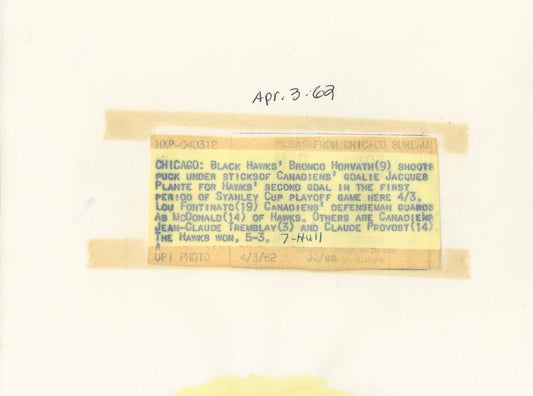 Apr. 3-62
HXP-040312 PLEASE FROM CHICAGO BUREAU
CHICAGO: BLACK HAWKS' BRONCO HORVATH(9) SHOOTS
PUCK UNDER STICKSOF CANADIENS' GOALIE JACQUES
PLANTE FOR HAWKS' SECOND GOAL IN THE FIRST
PERIOD OF STANLEY CUP PLAYOFF GAME HERE 4/3.
LOU FONTINATO(19) CANADIENS' DEFENSEMAN GUARDS
AB MCDONALD(14) OF HAWKS. OTHERS ARE CANADIENS
JEAN-CLAUDE TREMBLAY(3) AND CLAUDE PROVOST(14)
THE HAWKS WON, 5-3. 7-Hull
A
UPI PHOTO 4/3/62